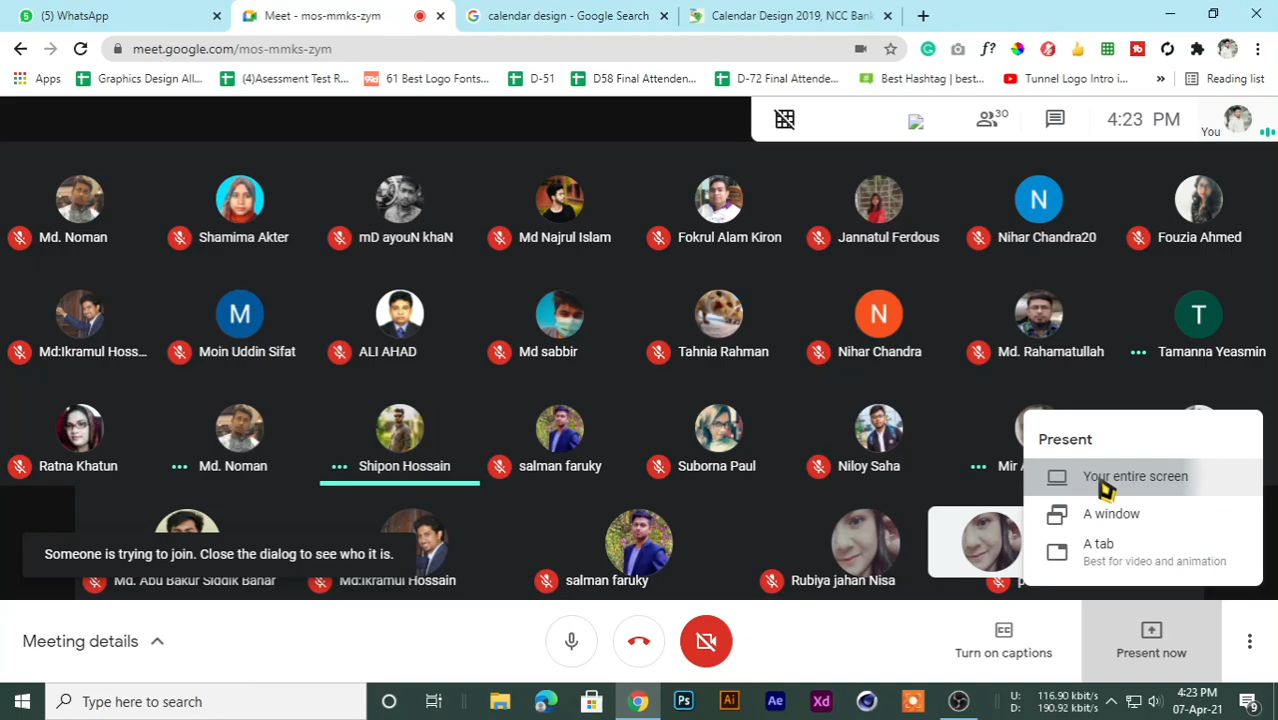 (5) WhatsApp
Meet - mos-mmks-zym
calendar design - Google Search
Calendar Design 2019, NCC Bank
meet.google.com/mos-mmks-zym
Apps
Graphics Design All...
(4)Asessment Test R...
99d
61 Best Logo Fonts...
D-51
D58 Final Attenden...
D-72 Final Attende...
Best Hashtag | best...
Tunnel Logo Intro i...
»
Reading list
30
4:23 PM
You
Md. Noman
Shamima Akter
mD ayouN khaN
Md Najrul Islam
Fokrul Alam Kiron
Jannatul Ferdous
N
Nihar Chandra20
Fouzia Ahmed
Md:Ikramul Hoss...
M
Moin Uddin Sifat
ALI AHAD
Md sabbir
Tahnia Rahman
N
Nihar Chandra
Md. Rahamatullah
T
Tamanna Yeasmin
Ratna Khatun
Md. Noman
Shipon Hossain
salman faruky
Suborna Paul
Niloy Saha
Mir A
Present
Your entire screen
A window
A tab
Best for video and animation
Someone is trying to join. Close the dialog to see who it is.
Md. Abu Bakur Siddik Banar
Md:Ikramul Hossain
salman faruky
Rubiya jahan Nisa
Meeting details
CC
Turn on captions
Present now
Type here to search
Ps
Ai
Ae
Xd
U: 116.90 kbit/s
D: 190.92 kbit/s
4:23 PM
07-Apr-21
9